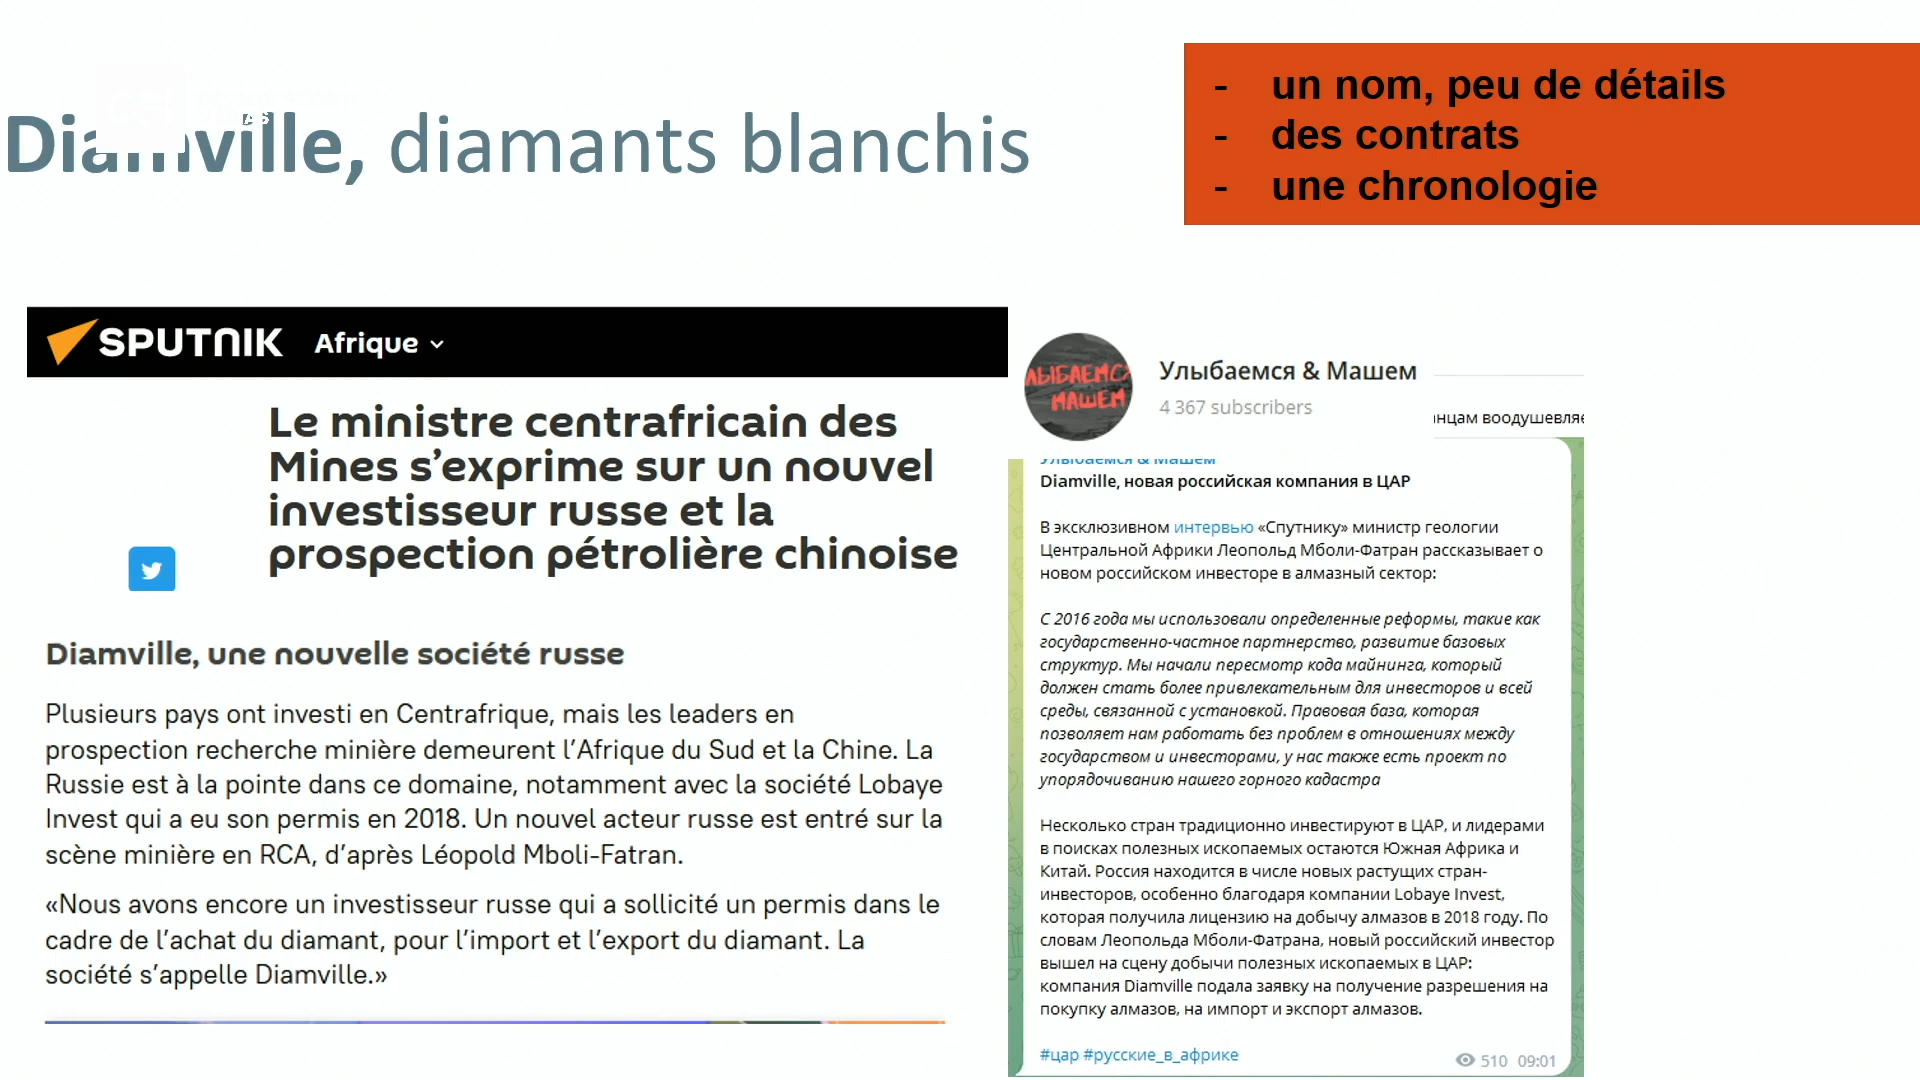 Diamville, diamants blanchis
- un nom, peu de détails
- des contrats
- une chronologie
SPUTNIK Afrique
Le ministre centrafricain des
Mines s’exprime sur un nouvel
investisseur russe et la
prospection pétrolière chinoise
Diamville, une nouvelle société russe
Plusieurs pays ont investi en Centrafrique, mais les leaders en
prospection recherche minière demeurent l’Afrique du Sud et la Chine. La
Russie est à la pointe dans ce domaine, notamment avec la société Lobaye
Invest qui a eu son permis en 2018. Un nouvel acteur russe est entré sur la
scène minière en RCA, d’après Léopold Mboli-Fatran.
«Nous avons encore un investisseur russe qui a sollicité un permis dans le
cadre de l’achat du diamant, pour l’import et l’export du diamant. La
société s’appelle Diamville.»
ЛЫБАЕМСЯ
МАШЕМ
Улыбаемся & Машем
4 367 subscribers
нцам воодушевляе
Улыбаемся & Машем
Diamville, новая российская компания в ЦАР
В эксклюзивном интервью «Спутнику» министр геологии
Центральной Африки Леопольд Мболи-Фатран рассказывает о
новом российском инвесторе в алмазный сектор:
С 2016 года мы использовали определенные реформы, такие как
государственно-частное партнерство, развитие базовых
структур. Мы начали пересмотр кода майнинга, который
должен стать более привлекательным для инвесторов и всей
среды, связанной с установкой. Правовая база, которая
позволяет нам работать без проблем в отношениях между
государством и инвесторами, у нас также есть проект по
упорядочиванию нашего горного кадастра
Несколько стран традиционно инвестируют в ЦАР, и лидерами
в поисках полезных ископаемых остаются Южная Африка и
Китай. Россия находится в числе новых растущих стран-
инвесторов, особенно благодаря компании Lobaye Invest,
которая получила лицензию на добычу алмазов в 2018 году. По
словам Леопольда Мболи-Фатрана, новый российский инвестор
вышел на сцену добычи полезных ископаемых в ЦАР:
компания Diamville подала заявку на получение разрешения на
покупку алмазов, на импорт и экспорт алмазов.
#цар #русские_в_африке
510 09:01